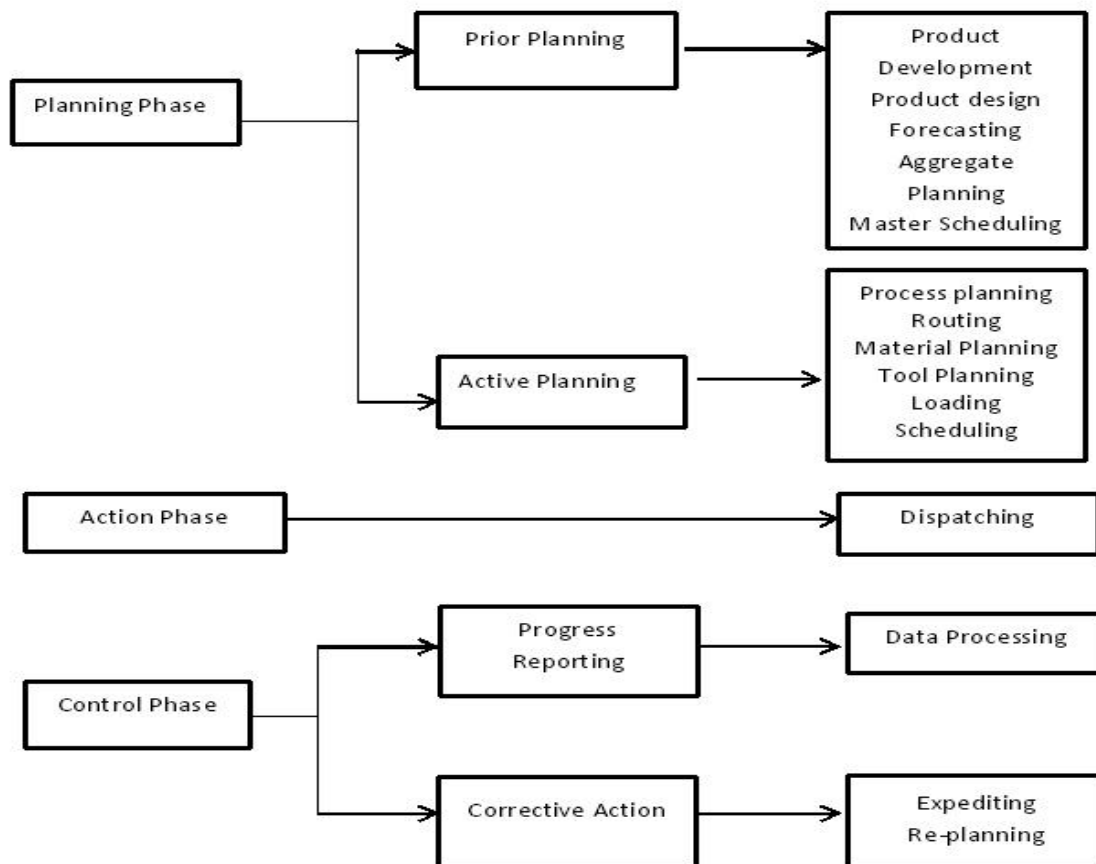 Planning Phase
Prior Planning
Product
Development
Product design
Forecasting
Aggregate
Planning
Master Scheduling
Active Planning
Process planning
Routing
Material Planning
Tool Planning
Loading
Scheduling
Action Phase
Dispatching
Control Phase
Progress
Reporting
Data Processing
Corrective Action
Expediting
Re-planning